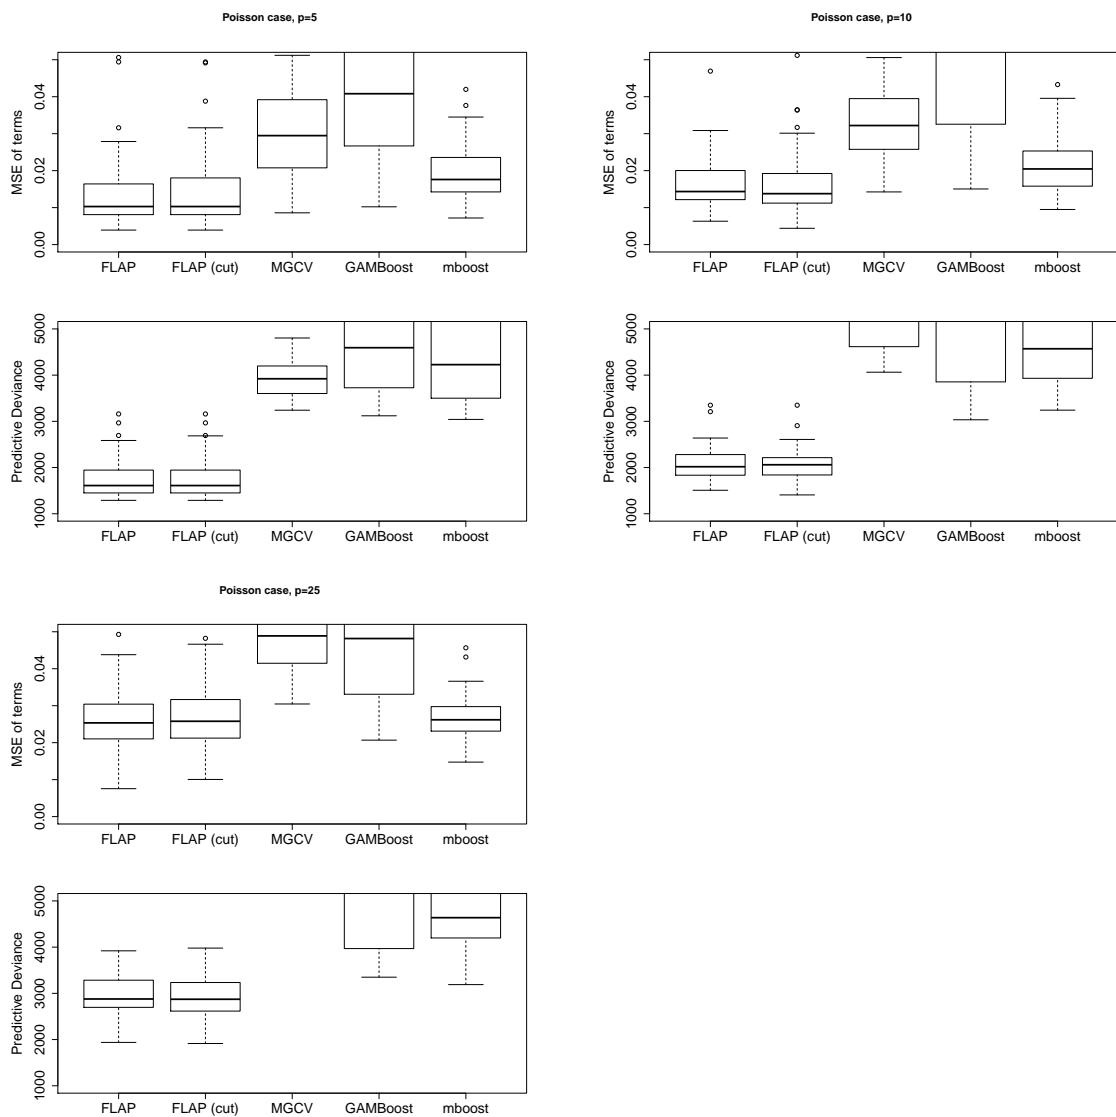 Poisson case, p=5
MSE of terms
0.00 0.02 0.04
FLAP FLAP (cut) MGCV GAMBoost mboost
Predictive Deviance
1000 2000 3000 4000 5000
FLAP FLAP (cut) MGCV GAMBoost mboost
Poisson case, p=10
MSE of terms
0.00 0.02 0.04
FLAP FLAP (cut) MGCV GAMBoost mboost
Predictive Deviance
1000 2000 3000 4000 5000
FLAP FLAP (cut) MGCV GAMBoost mboost
Poisson case, p=25
MSE of terms
0.00 0.02 0.04
FLAP FLAP (cut) MGCV GAMBoost mboost
Predictive Deviance
1000 2000 3000 4000 5000
FLAP FLAP (cut) MGCV GAMBoost mboost